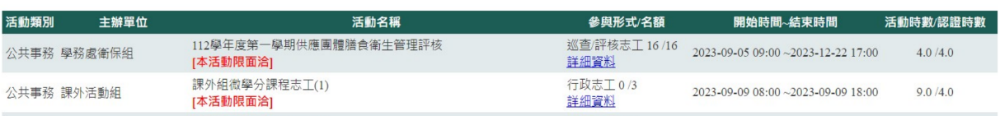 活動類別 主辦單位 活動名稱 參與形式/名額 開始時間~結束時間 活動時數/認證時數
公共事務 學務處衛保組 112學年度第一學期供應團體膳食衛生管理評核 巡查/評核志工 16 /16 2023-09-05 09:00 ~2023-12-22 17:00 4.0 /4.0
[本活動限面洽] 詳細資料
公共事務 課外活動組 課外組微學分課程志工(1) 行政志工 0 /3 2023-09-09 08:00 ~2023-09-09 18:00 9.0 /4.0
[本活動限面洽] 詳細資料